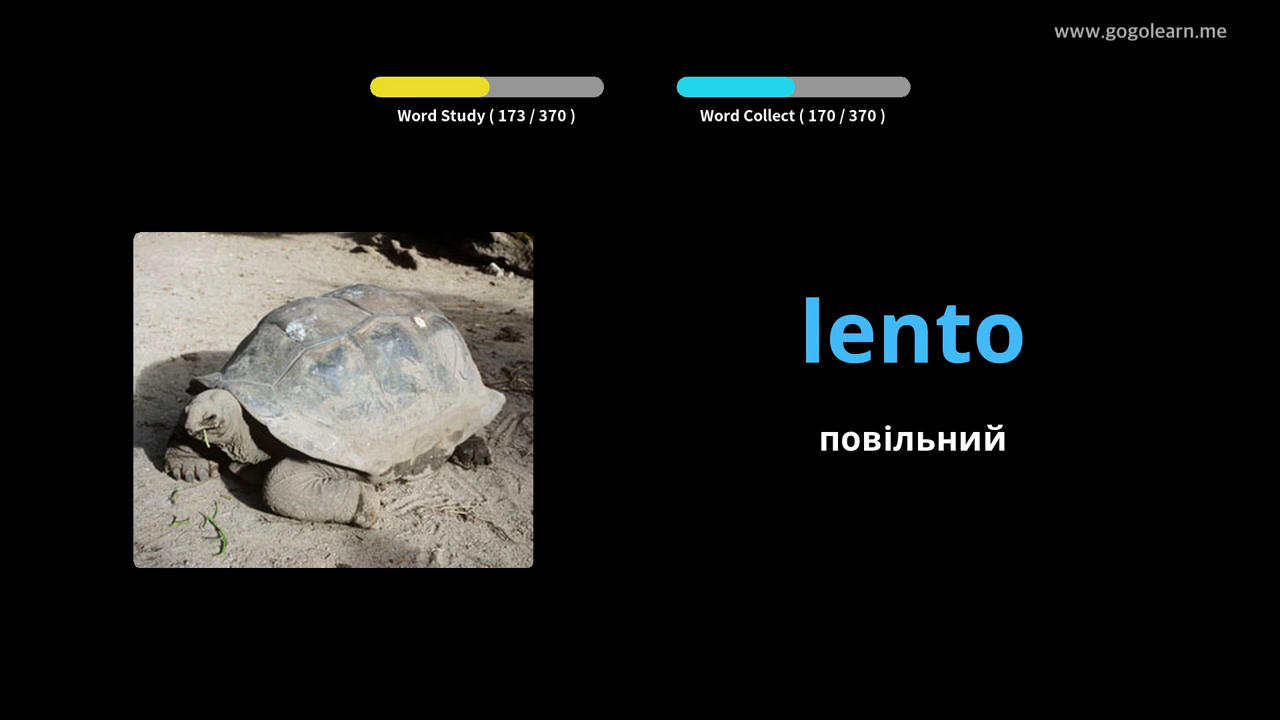 www.gogolearn.me
Word Study ( 173 / 370 )
Word Collect ( 170 / 370 )
lento
повільний